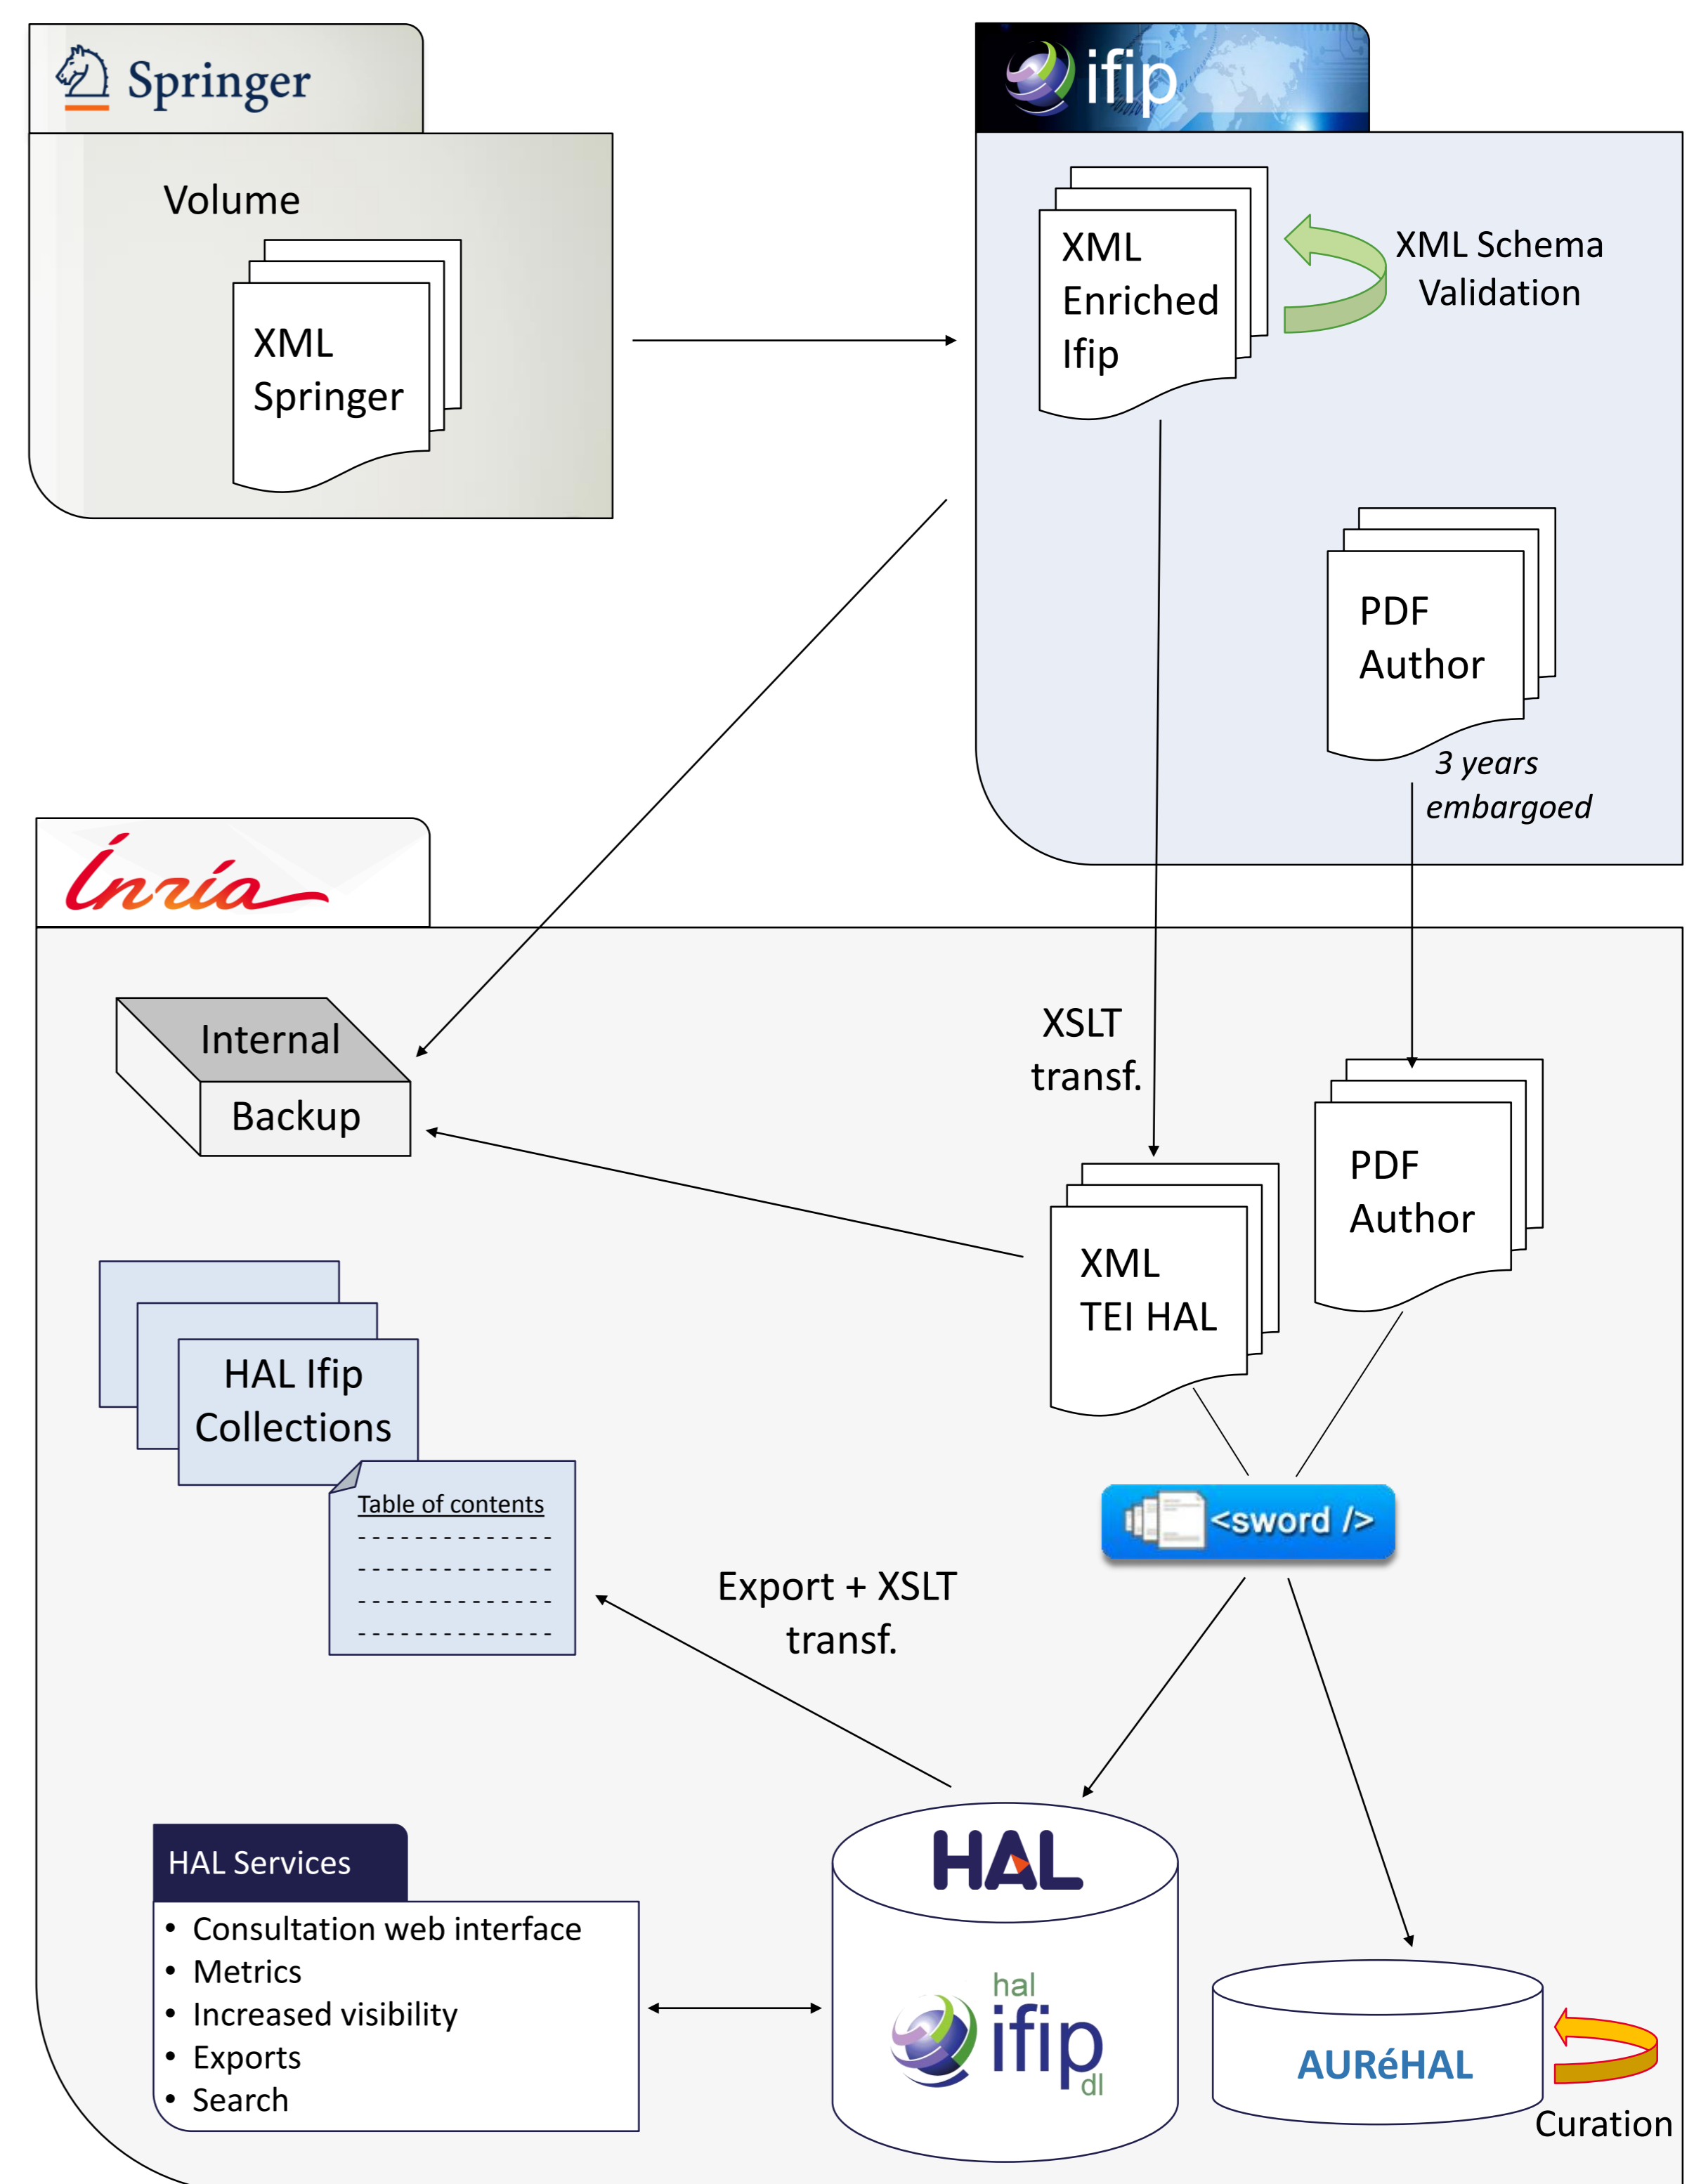 Springer
Volume
XML
Springer
ifip
XML
Enriched
Ifip
XML Schema
Validation
PDF
Author
3 years
embargoed
Inria
Internal
Backup
XSLT
transf.
PDF
Author
XML
TEI HAL
HAL Ifip
Collections
Table of contents
<sword />
Export + XSLT
transf.
HAL
hal
ifip
dl
HAL Services
• Consultation web interface
• Metrics
• Increased visibility
• Exports
• Search
AURéHAL
Curation